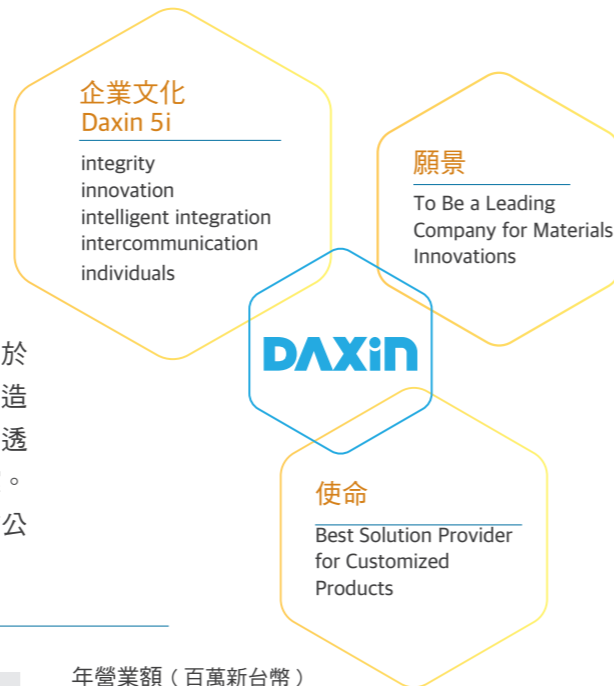 企業文化
Daxin 5i
integrity
innovation
intelligent integration
intercommunication
individuals
願景
To Be a Leading
Company for Materials
Innovations
DAXiN
使命
Best Solution Provider
for Customized
Products
於
造
透
。
公
年營業額（百萬新台幣）